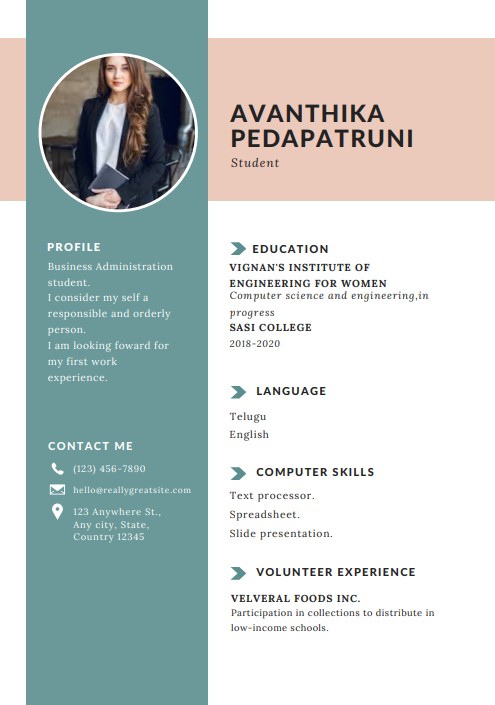 AVANTHIKA
PEDAPATRUNI
Student
PROFILE
Business Administration
student.
I consider my self a
responsible and orderly
person.
I am looking foward for
my first work
experience.
CONTACT ME
(123) 456-7890
hello@reallygreatsite.com
123 Anywhere St.,
Any city, State,
Country 12345
EDUCATION
VIGNAN'S INSTITUTE OF
ENGINEERING FOR WOMEN
Computer science and engineering,in
progress
SASI COLLEGE
2018-2020
LANGUAGE
Telugu
English
COMPUTER SKILLS
Text processor.
Spreadsheet.
Slide presentation.
VOLUNTEER EXPERIENCE
VELVERAL FOODS INC.
Participation in collections to distribute in
low-income schools.